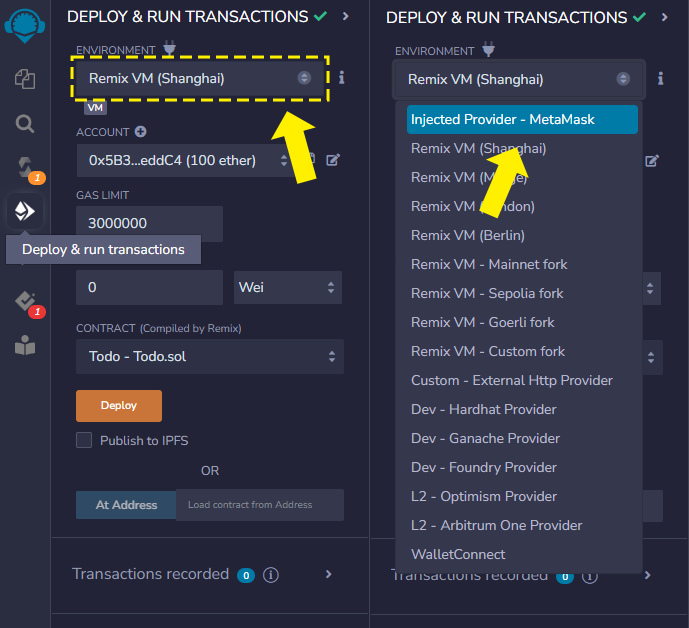 DEPLOY & RUN TRANSACTIONS
ENVIRONMENT
Remix VM (Shanghai)
VM
ACCOUNT
0x5B3...eddC4 (100 ether)
GAS LIMIT
3000000
1
Deploy & run transactions
0
Wei
1
CONTRACT (Compiled by Remix)
Todo - Todo.sol
Deploy
Publish to IPFS
OR
At Address
Load contract from Address
Transactions recorded 0
DEPLOY & RUN TRANSACTIONS
ENVIRONMENT
Remix VM (Shanghai)
Injected Provider - MetaMask
Remix VM (Shanghai)
Remix VM
Remix VM
Remix VM (Berlin)
Remix VM - Mainnet fork
Remix VM - Sepolia fork
Remix VM - Goerli fork
Remix VM - Custom fork
Custom - External Http Provider
Dev - Hardhat Provider
Dev - Ganache Provider
Dev - Foundry Provider
L2 - Optimism Provider
L2 - Arbitrum One Provider
WalletConnect
Transactions recorded 0